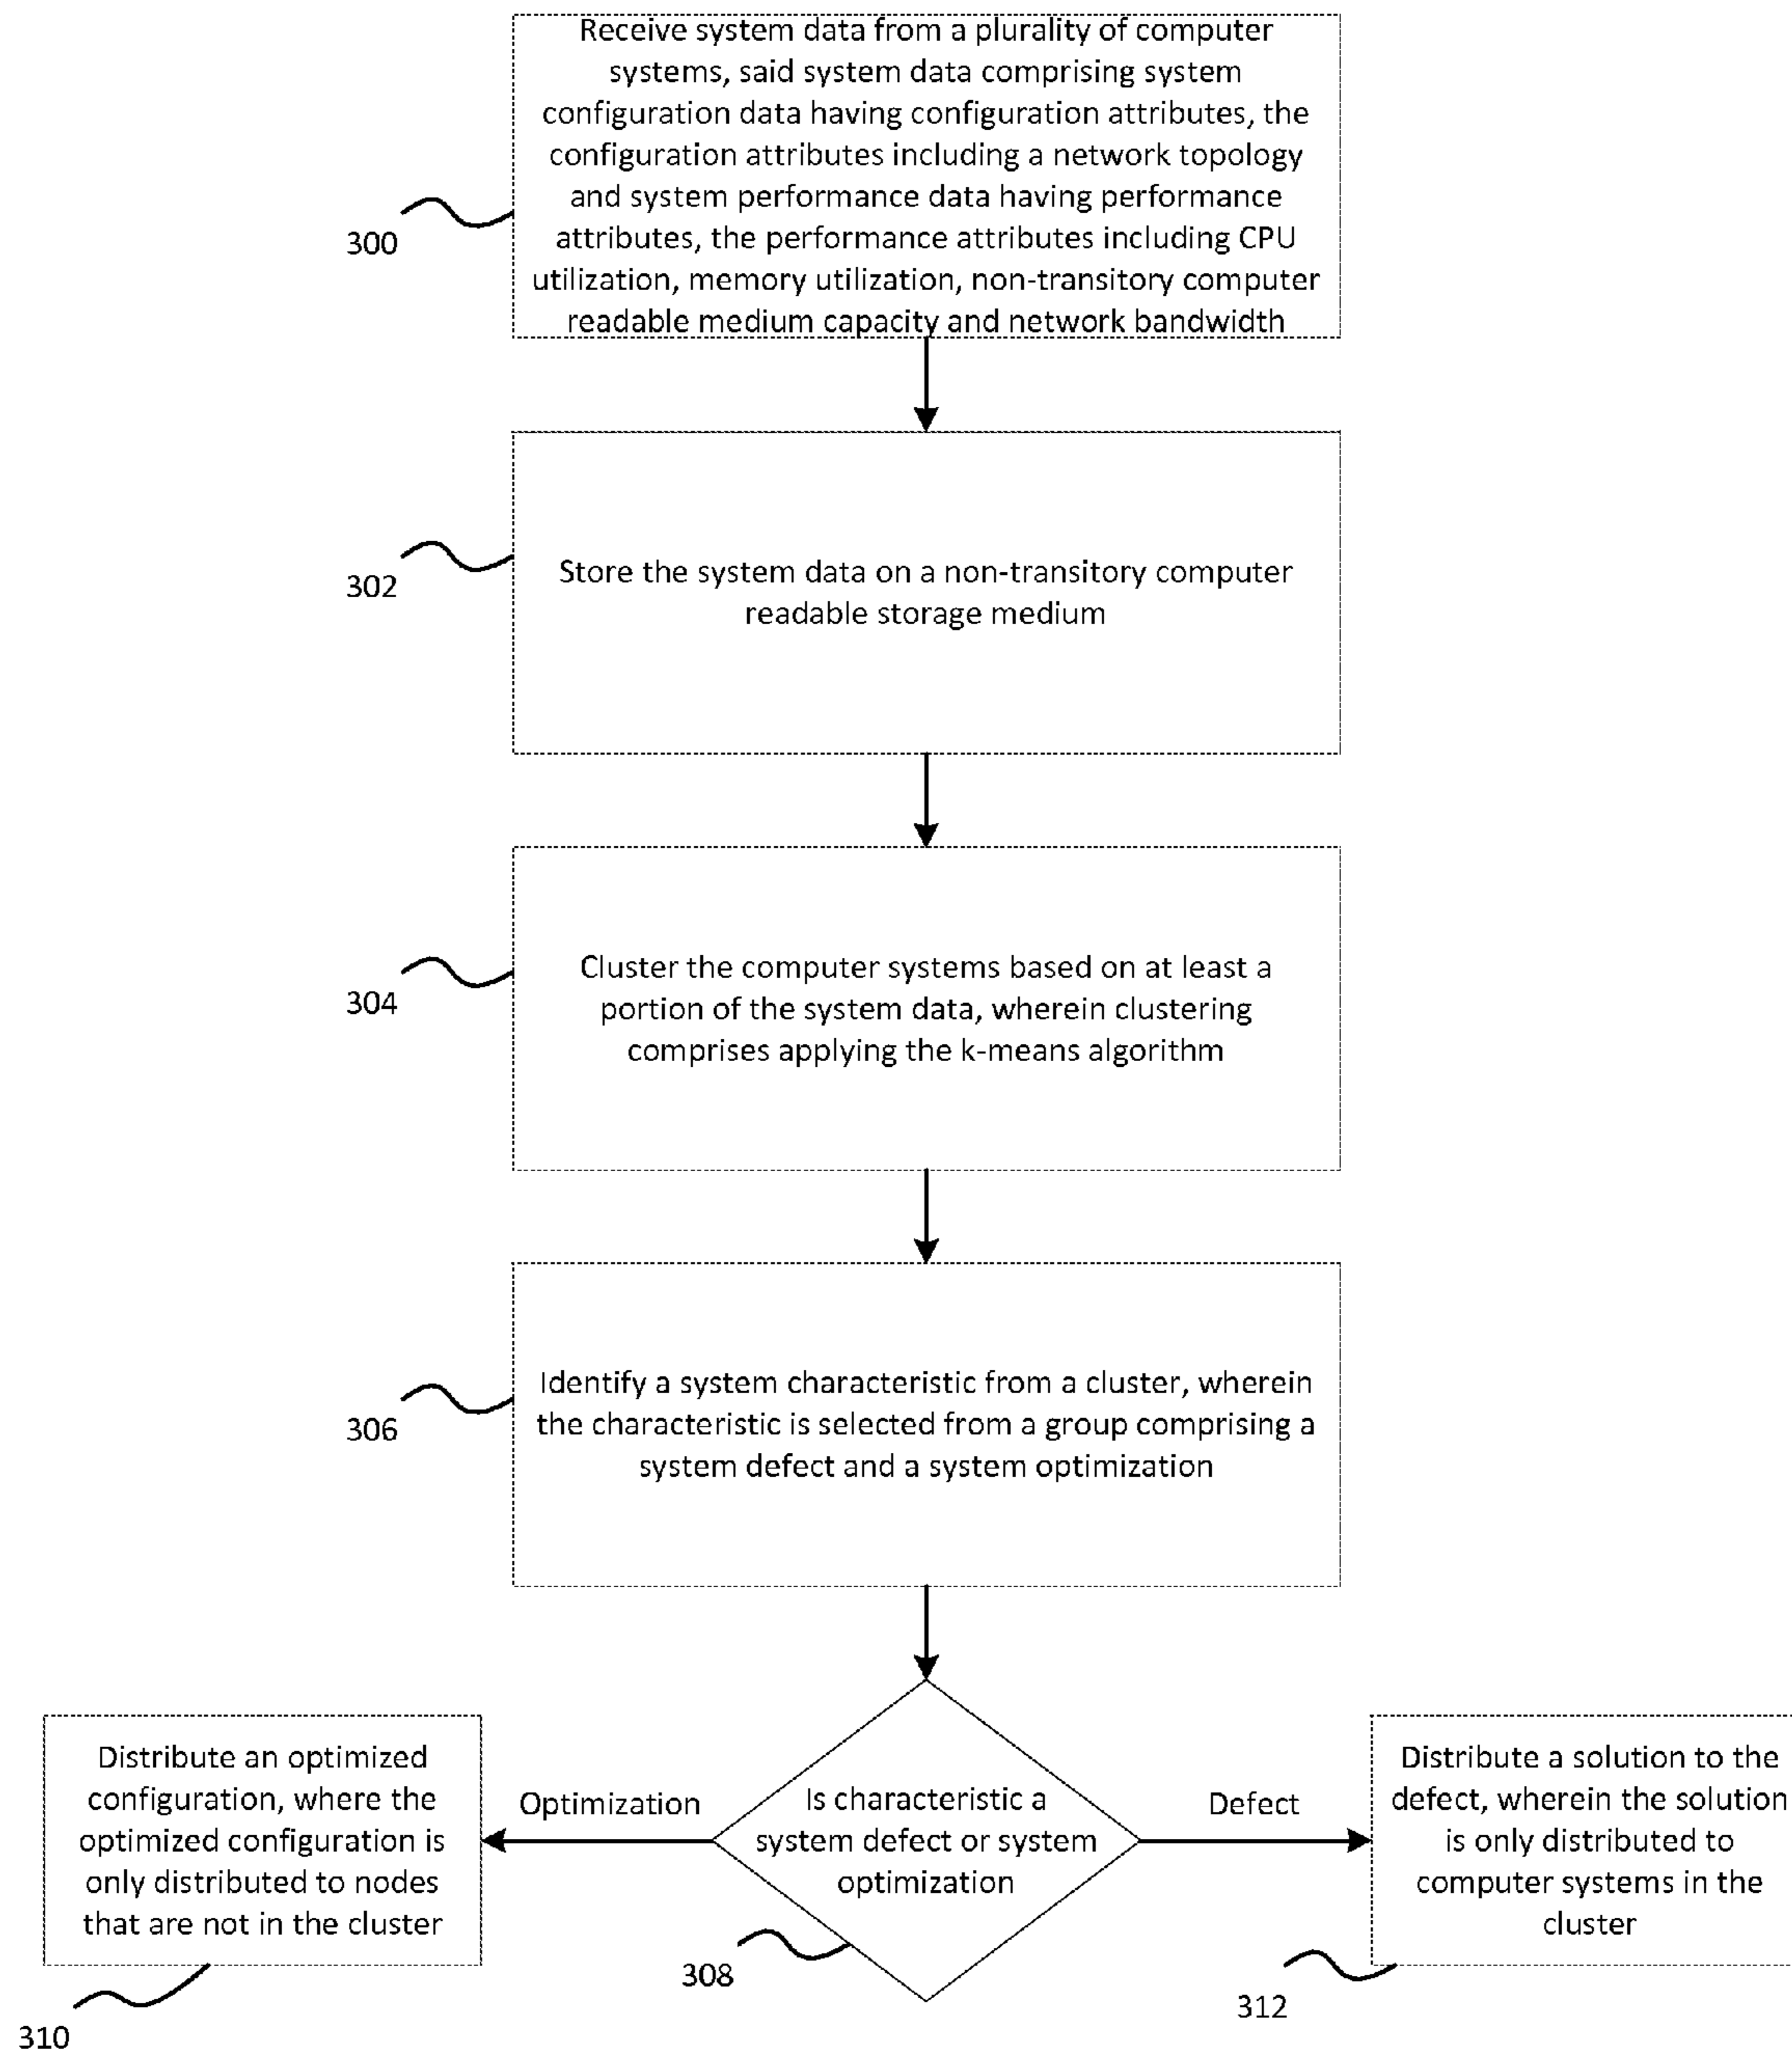 Receive system data from a plurality of computer
systems, said system data comprising system
configuration data having configuration attributes, the
configuration attributes including a network topology
and system performance data having performance
attributes, the performance attributes including CPU
utilization, memory utilization, non-transitory computer
readable medium capacity and network bandwidth
300
Store the system data on a non-transitory computer
readable storage medium
302
Cluster the computer systems based on at least a
portion of the system data, wherein clustering
comprises applying the k-means algorithm
304
Identify a system characteristic from a cluster, wherein
the characteristic is selected from a group comprising a
system defect and a system optimization
306
Distribute an optimized
configuration, where the
optimized configuration is
only distributed to nodes
that are not in the cluster
310
Optimization
Is characteristic a
system defect or system
optimization
308
Defect
Distribute a solution to the
defect, wherein the solution
is only distributed to
computer systems in the
cluster
312